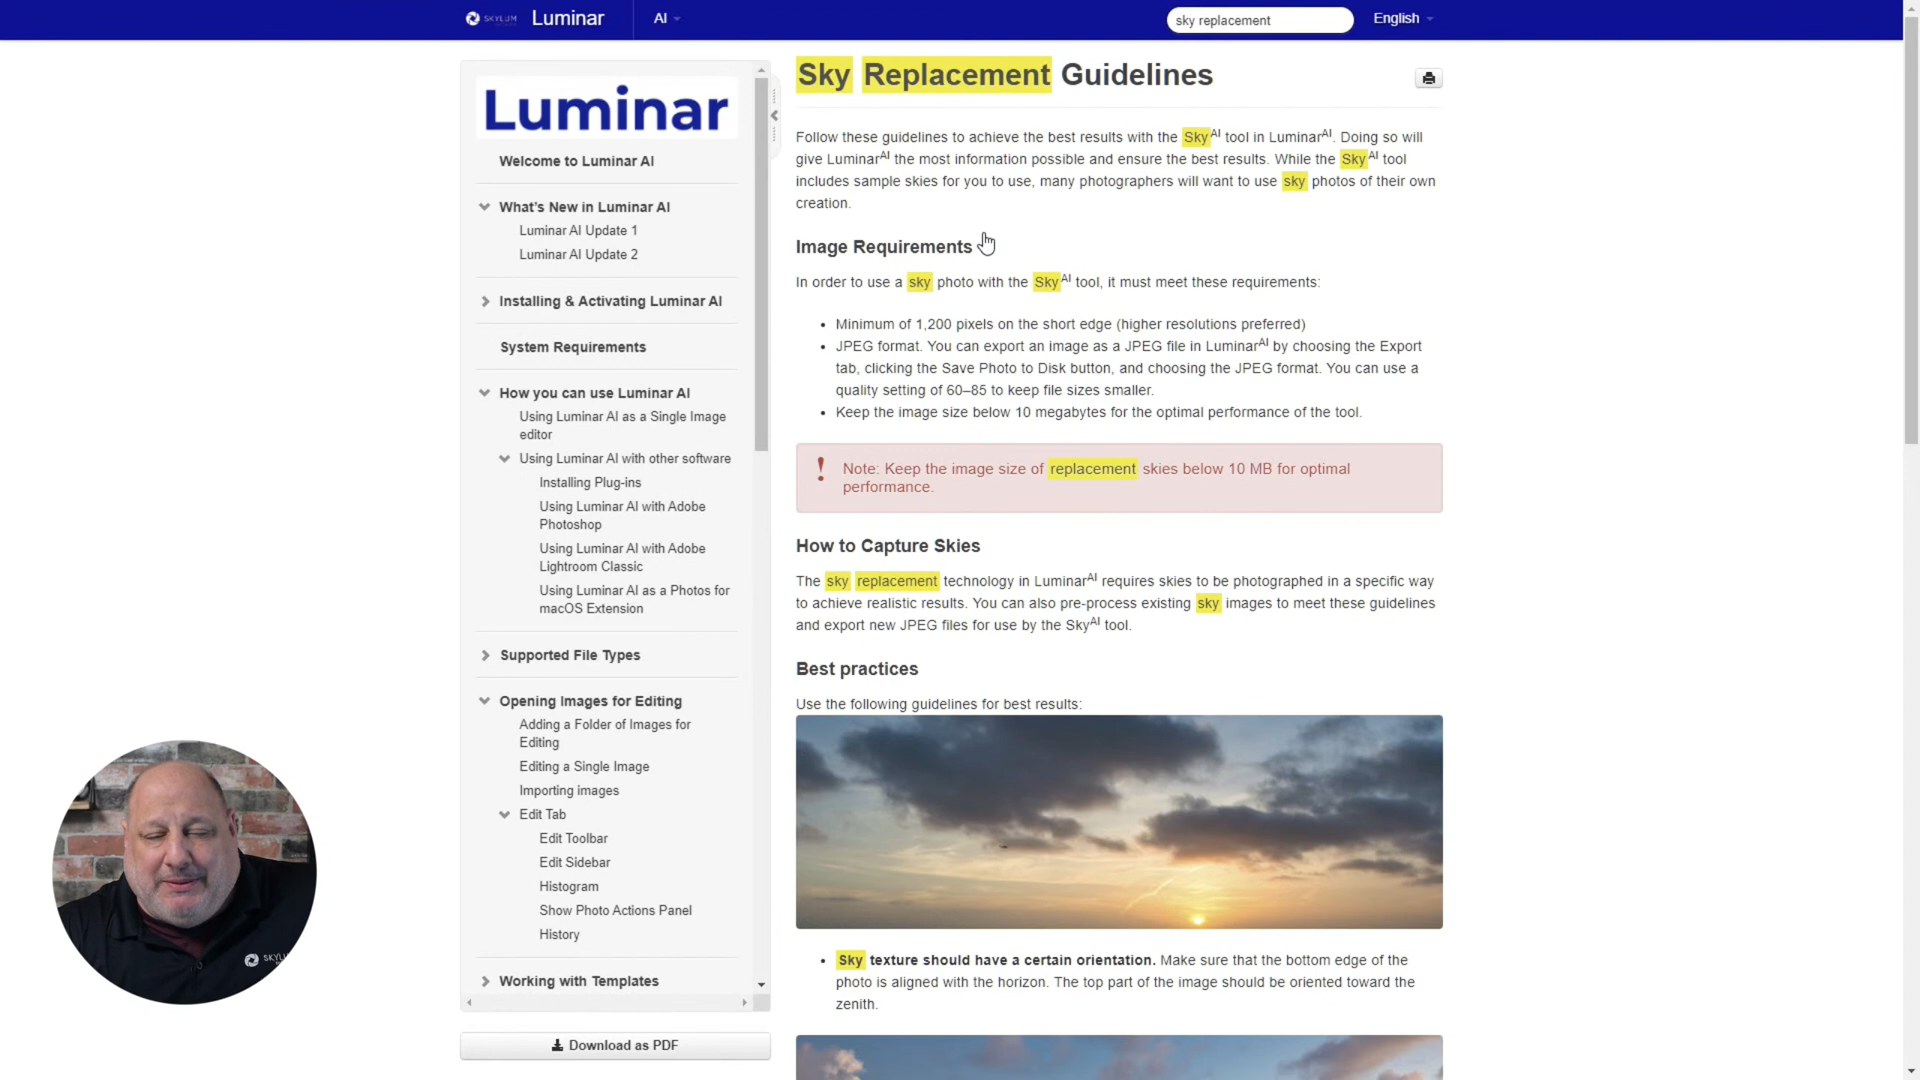 SKYLUM
Luminar
AI
sky replacement
English
Luminar
Welcome to Luminar AI
What's New in Luminar AI
Luminar AI Update 1
Luminar AI Update 2
Installing & Activating Luminar AI
System Requirements
How you can use Luminar AI
Using Luminar AI as a Single Image
editor
Using Luminar AI with other software
Installing Plug-ins
Using Luminar AI with Adobe
Photoshop
Using Luminar AI with Adobe
Lightroom Classic
Using Luminar AI as a Photos for
macOS Extension
Supported File Types
Opening Images for Editing
Adding a Folder of Images for
Editing
Editing a Single Image
Importing images
Edit Tab
Edit Toolbar
Edit Sidebar
Histogram
Show Photo Actions Panel
History
Working with Templates
Download as PDF
Sky Replacement Guidelines
Follow these guidelines to achieve the best results with the SkyAI tool in LuminarAI. Doing so will
give LuminarAI the most information possible and ensure the best results. While the SkyAI tool
includes sample skies for you to use, many photographers will want to use sky photos of their own
creation.
Image Requirements
In order to use a sky photo with the SkyAI tool, it must meet these requirements:
• Minimum of 1,200 pixels on the short edge (higher resolutions preferred)
• JPEG format. You can export an image as a JPEG file in LuminarAI by choosing the Export
tab, clicking the Save Photo to Disk button, and choosing the JPEG format. You can use a
quality setting of 60–85 to keep file sizes smaller.
• Keep the image size below 10 megabytes for the optimal performance of the tool.
! Note: Keep the image size of replacement skies below 10 MB for optimal
performance.
How to Capture Skies
The sky replacement technology in LuminarAI requires skies to be photographed in a specific way
to achieve realistic results. You can also pre-process existing sky images to meet these guidelines
and export new JPEG files for use by the SkyAI tool.
Best practices
Use the following guidelines for best results:
• Sky texture should have a certain orientation. Make sure that the bottom edge of the
photo is aligned with the horizon. The top part of the image should be oriented toward the
zenith.